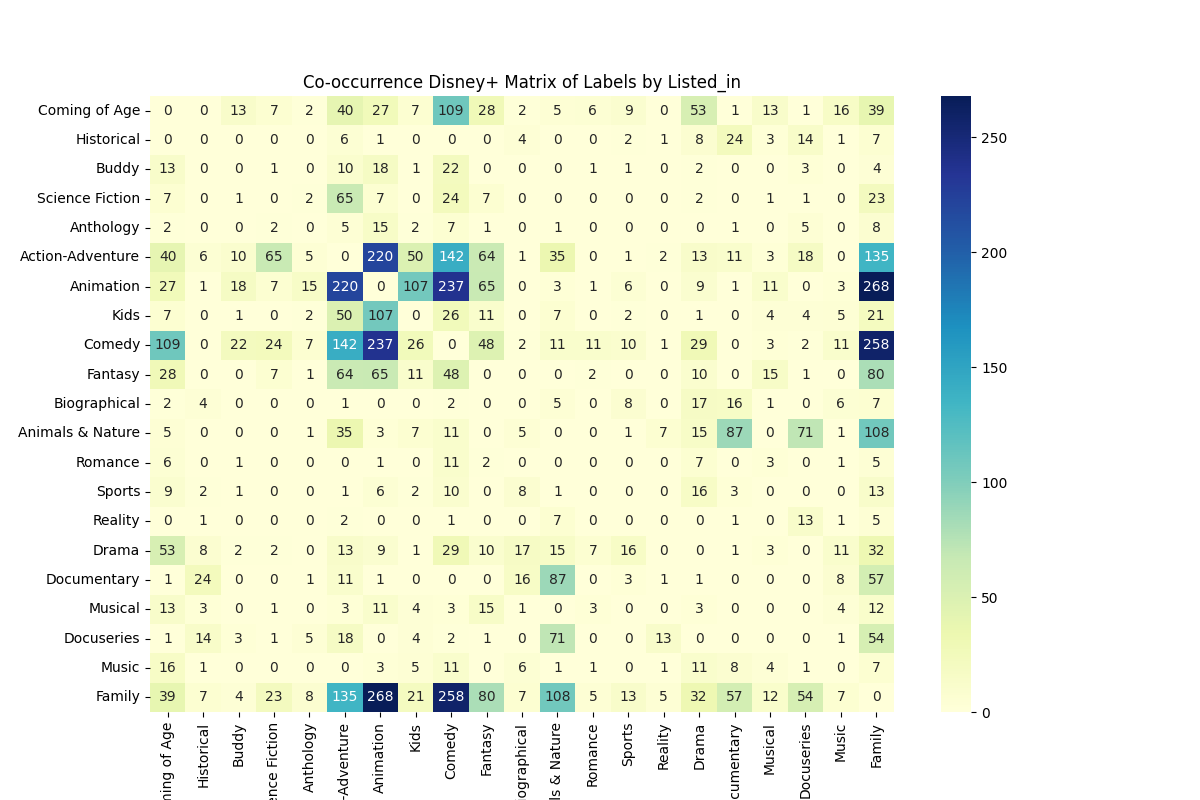 Co-occurrence Disney+ Matrix of Labels by Listed_in
Coming of Age 0 0 13 7 2 40 27 7 109 28 2 5 6 9 0 53 1 13 1 16 39
Historical 0 0 0 0 0 6 1 0 0 0 4 0 0 2 1 8 24 3 14 1 7
Buddy 13 0 0 1 0 10 18 1 22 0 0 0 1 1 0 2 0 0 3 0 4
Science Fiction 7 0 1 0 2 65 7 0 24 7 0 0 0 0 0 2 0 1 1 0 23
Anthology 2 0 0 2 0 5 15 2 7 1 0 1 0 0 0 0 1 0 5 0 8
Action-Adventure 40 6 10 65 5 0 220 50 142 64 1 35 0 1 2 13 11 3 18 0 135
Animation 27 1 18 7 15 220 0 107 237 65 0 3 1 6 0 9 1 11 0 3 268
Kids 7 0 1 0 2 50 107 0 26 11 0 7 0 2 0 1 0 4 4 5 21
Comedy 109 0 22 24 7 142 237 26 0 48 2 11 11 10 1 29 0 3 2 11 258
Fantasy 28 0 0 7 1 64 65 11 48 0 0 0 2 0 0 10 0 15 1 0 80
Biographical 2 4 0 0 0 1 0 0 2 0 0 5 0 8 0 17 16 1 0 6 7
Animals & Nature 5 0 0 0 1 35 3 7 11 0 5 0 0 1 7 15 87 0 71 1 108
Romance 6 0 1 0 0 0 1 0 11 2 0 0 0 0 0 7 0 3 0 1 5
Sports 9 2 1 0 0 1 6 2 10 0 8 1 0 0 0 16 3 0 0 0 13
Reality 0 1 0 0 0 2 0 0 1 0 0 7 0 0 0 0 1 0 13 1 5
Drama 53 8 2 2 0 13 9 1 29 10 17 15 7 16 0 0 1 3 0 11 32
Documentary 1 24 0 0 1 11 1 0 0 0 16 87 0 3 1 1 0 0 0 8 57
Musical 13 3 0 1 0 3 11 4 3 15 1 0 3 0 0 3 0 0 0 4 12
Docuseries 1 14 3 1 5 18 0 4 2 1 0 71 0 0 13 0 0 0 0 1 54
Music 16 1 0 0 0 0 3 5 11 0 6 1 1 0 1 11 8 4 1 0 7
Family 39 7 4 23 8 135 268 21 258 80 7 108 5 13 5 32 57 12 54 7 0
ming of Age
Historical
Buddy
ence Fiction
Anthology
-Adventure
Animation
Kids
Comedy
Fantasy
iographical
ls & Nature
Romance
Sports
Reality
Drama
cumentary
Musical
Docuseries
Music
Family
250
200
150
100
50
0